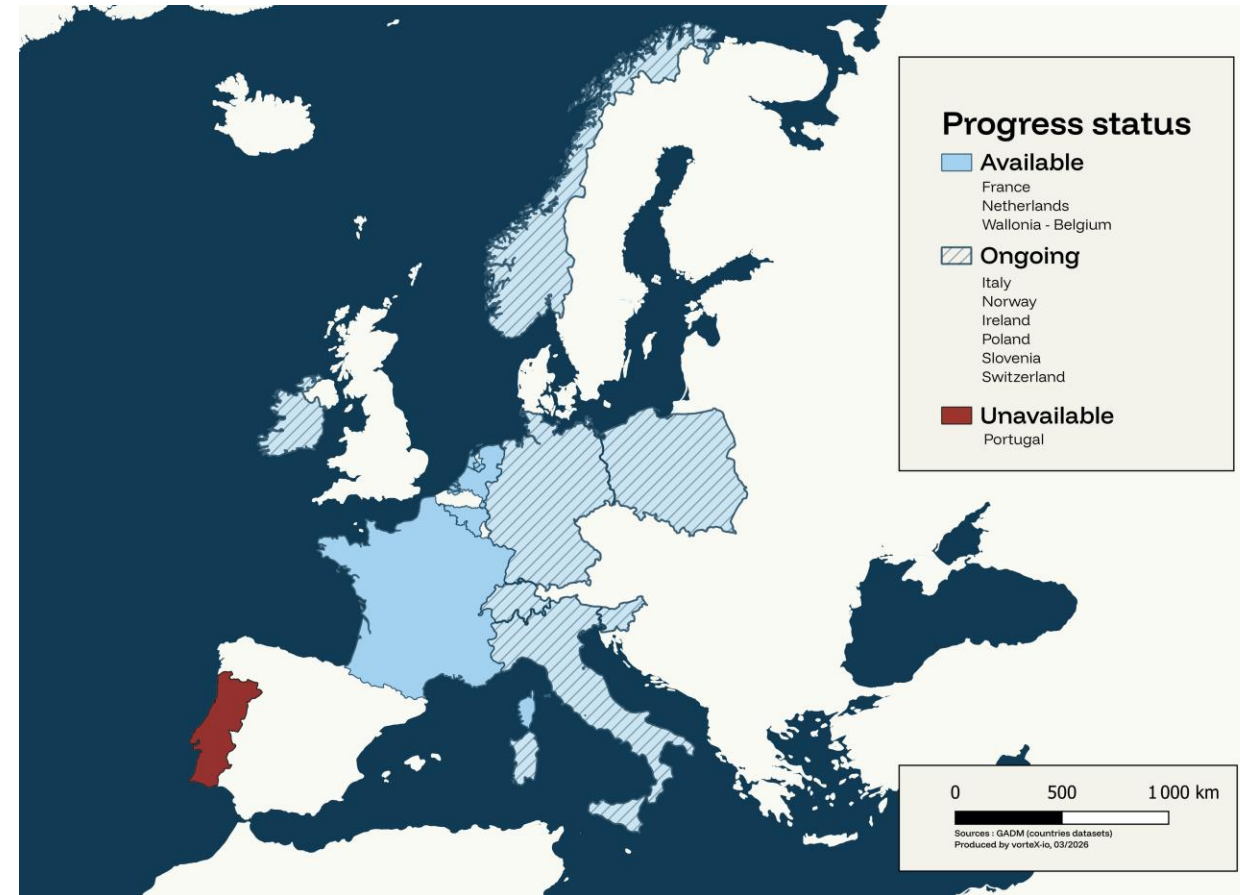 Progress status
Available
France
Netherlands
Wallonia - Belgium
Ongoing
Italy
Norway
Ireland
Poland
Slovenia
Switzerland
Unavailable
Portugal
0 500 1 000 km
Sources : GADM (countries datasets)
Produced by vorteX-io, 03/2026